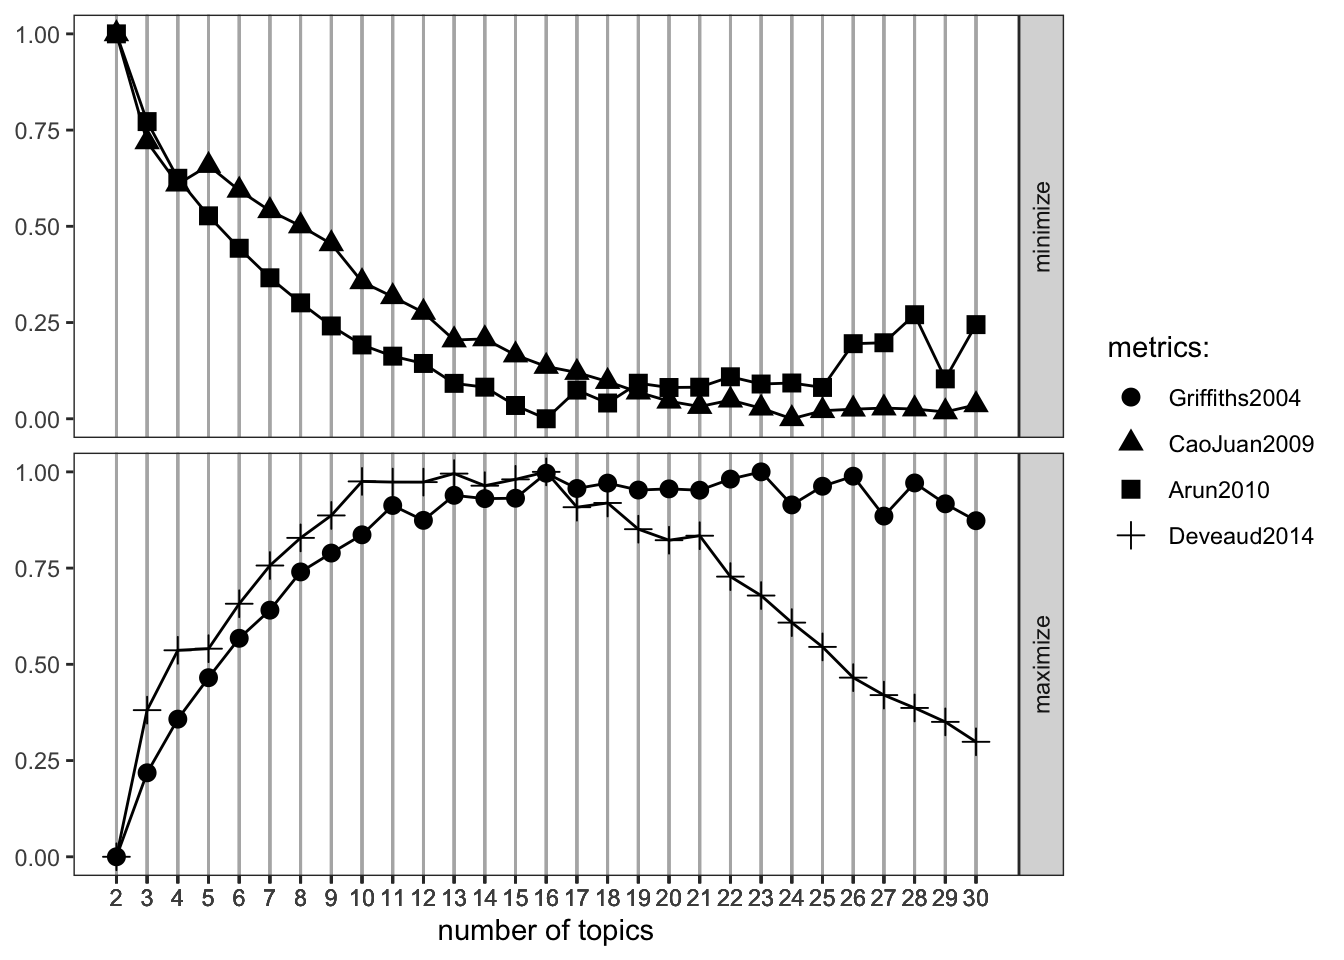 1.00
0.75
0.50
0.25
0.00
minimize
1.00
0.75
0.50
0.25
0.00
maximize
2 3 4 5 6 7 8 9 10 11 12 13 14 15 16 17 18 19 20 21 22 23 24 25 26 27 28 29 30
number of topics
metrics:
Griffiths2004
CaoJuan2009
Arun2010
Deveaud2014